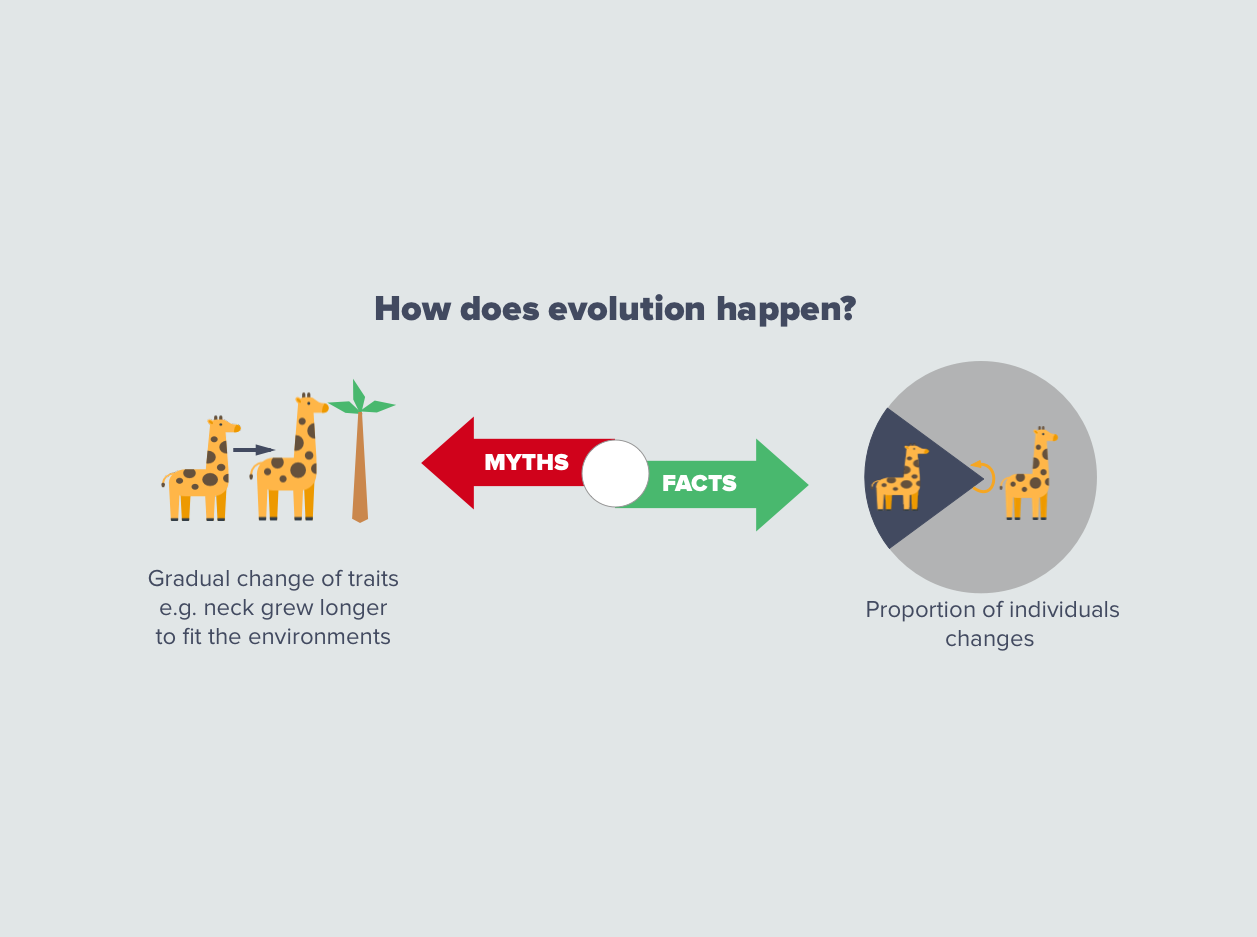 How does evolution happen?
MYTHS
FACTS
Gradual change of traits
e.g. neck grew longer
to fit the environments
Proportion of individuals
changes